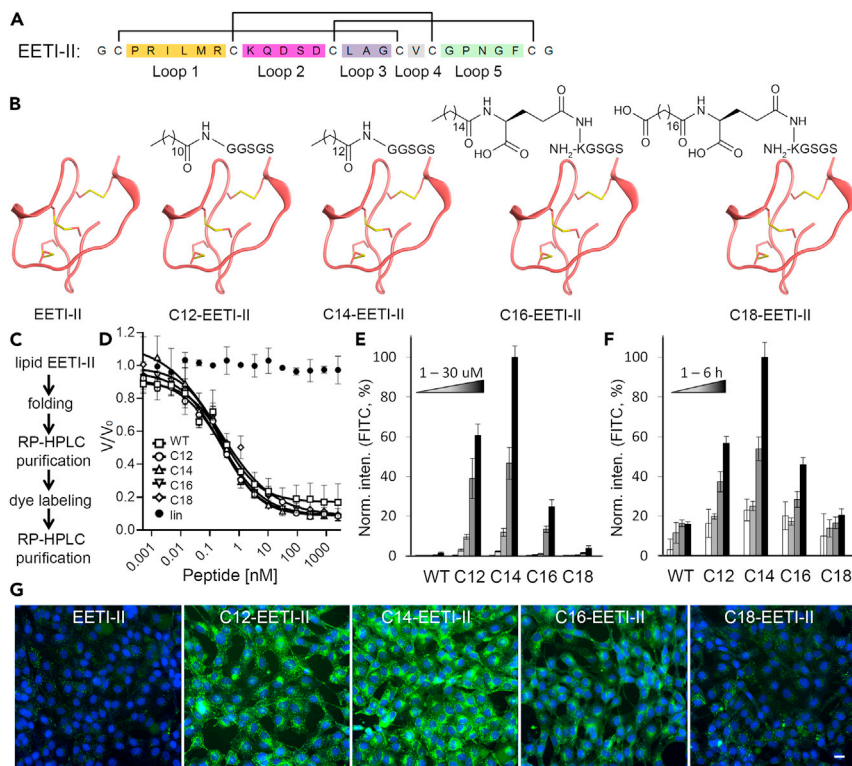 A
EETI-II: G C P R I L M R C K Q D S D C L A G C V C G P N G F C G
Loop 1 Loop 2 Loop 3 Loop 4 Loop 5
B
10 O H N GGSGS
12 O H N GGSGS
14 O H N O HO O NH NH2-KGSGS
HO O 16 O H N O HO O NH NH2-KGSGS
EETI-II C12-EETI-II C14-EETI-II C16-EETI-II C18-EETI-II
C
lipid EETI-II
folding
RP-HPLC
purification
dye labeling
RP-HPLC
purification
D
V/V₀
1.2
1.0
0.8
0.6
0.4
0.2
0.0
WT
C12
C14
C16
C18
lin
0.001 0.01 0.1 1 10 100 1000
Peptide [nM]
E
Norm. inten. (FITC, %)
100
80
60
40
20
0
1 – 30 uM
WT C12 C14 C16 C18
F
Norm. inten. (FITC, %)
100
80
60
40
20
0
1 – 6 h
WT C12 C14 C16 C18
G
EETI-II C12-EETI-II C14-EETI-II C16-EETI-II C18-EETI-II